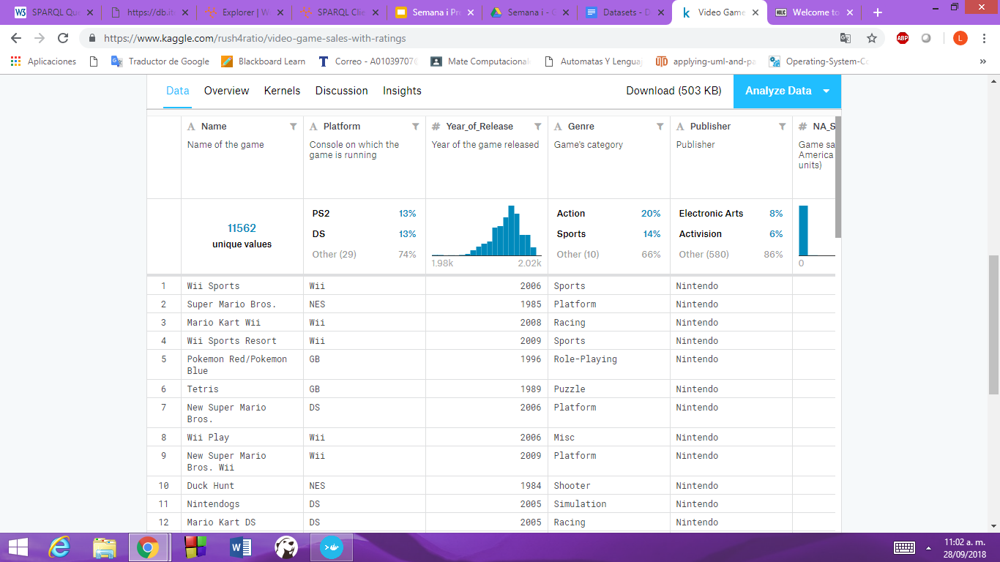 SPARQL Qu
https://db.it
Explorer | W
SPARQL Clie
Semana i Pr
Semana i -
Datasets - D
Video Game
Welcome to
https://www.kaggle.com/rush4ratio/video-game-sales-with-ratings
ABP
L
Aplicaciones
Traductor de Google
Blackboard Learn
Correo - A01039707
Mate Computacional
Automatas Y Lengua
applying-uml-and-pa
Operating-System-Co
»
Data Overview Kernels Discussion Insights Download (503 KB) Analyze Data
A Name A Platform # Year_of_Release A Genre A Publisher # NA_S
Name of the game
Console on which the
game is running
Year of the game released
Game's category
Publisher
Game sa
America
units)
11562
unique values
PS2 13%
DS 13%
Other (29) 74%
1.98k 2.02k
Action 20%
Sports 14%
Other (10) 66%
Electronic Arts 8%
Activision 6%
Other (580) 86%
0
1 Wii Sports Wii 2006 Sports Nintendo
2 Super Mario Bros. NES 1985 Platform Nintendo
3 Mario Kart Wii Wii 2008 Racing Nintendo
4 Wii Sports Resort Wii 2009 Sports Nintendo
5 Pokemon Red/Pokemon GB 1996 Role-Playing Nintendo
Blue
6 Tetris GB 1989 Puzzle Nintendo
7 New Super Mario DS 2006 Platform Nintendo
Bros.
8 Wii Play Wii 2006 Misc Nintendo
9 New Super Mario Wii 2009 Platform Nintendo
Bros. Wii
10 Duck Hunt NES 1984 Shooter Nintendo
11 Nintendogs DS 2005 Simulation Nintendo
12 Mario Kart DS DS 2005 Racing Nintendo
11:02 a. m.
28/09/2018